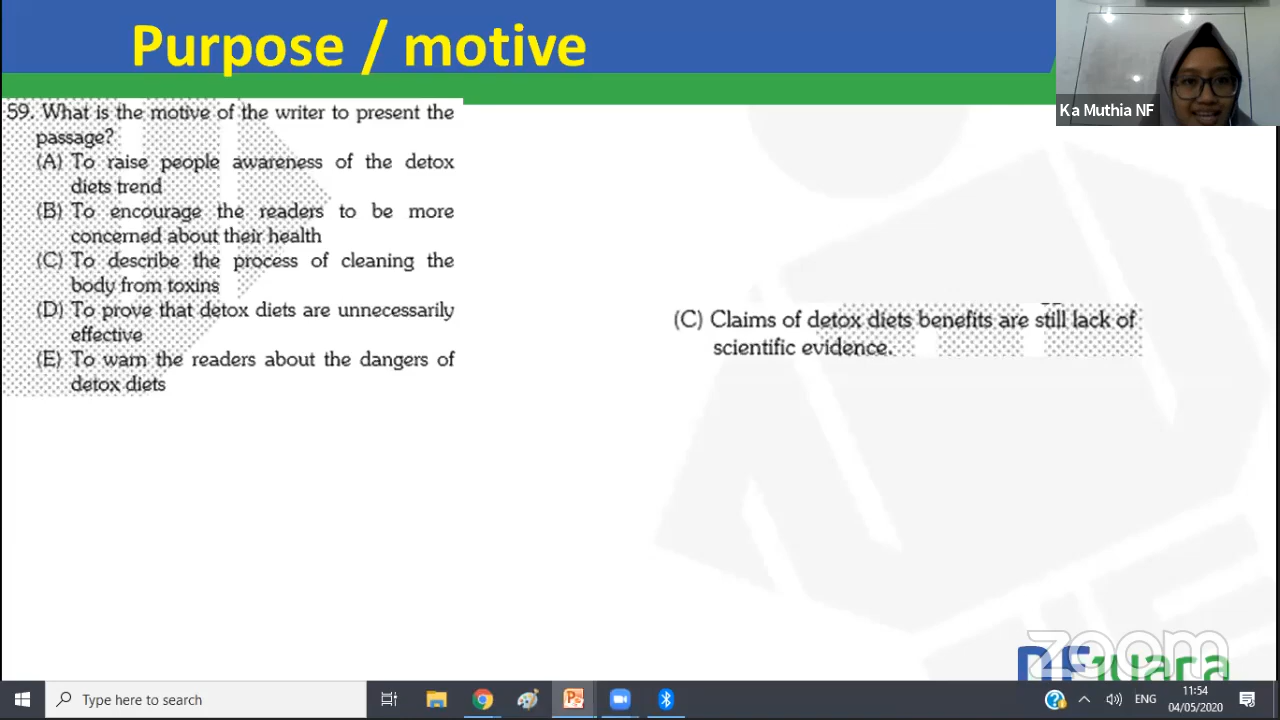 Purpose / motive
Ka Muthia NF
59. What is the motive of the writer to present the
passage?
(A) To raise people awareness of the detox
diets trend
(B) To encourage the readers to be more
concerned about their health
(C) To describe the process of cleaning the
body from toxins
(D) To prove that detox diets are unnecessarily
effective
(E) To warn the readers about the dangers of
detox diets
(C) Claims of detox diets benefits are still lack of
scientific evidence.
zoom
Type here to search
ENG
11:54
04/05/2020